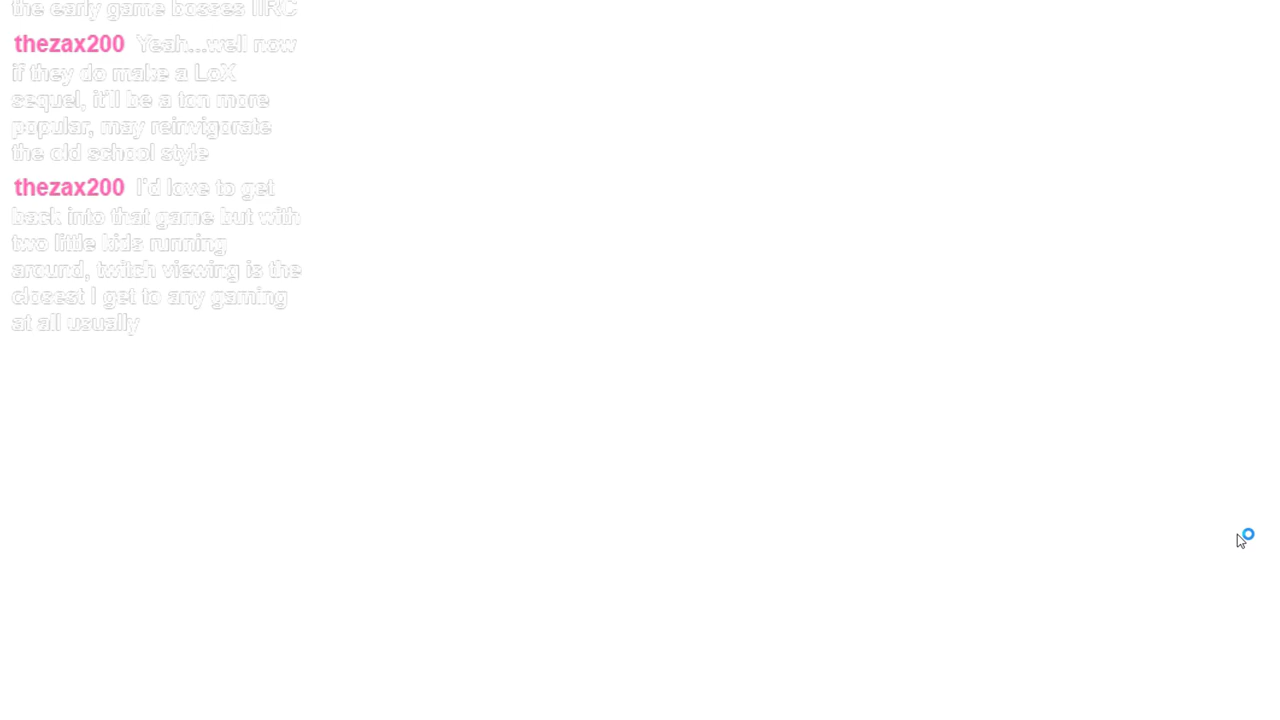 the early game bosses IIRC
thezax200 Yeah...well now
if they do make a LoX
sequel, it'll be a ton more
popular, may reinvigorate
the old school style
thezax200 I'd love to get
back into that game but with
two little kids running
around, twitch viewing is the
closest I get to any gaming
at all usually